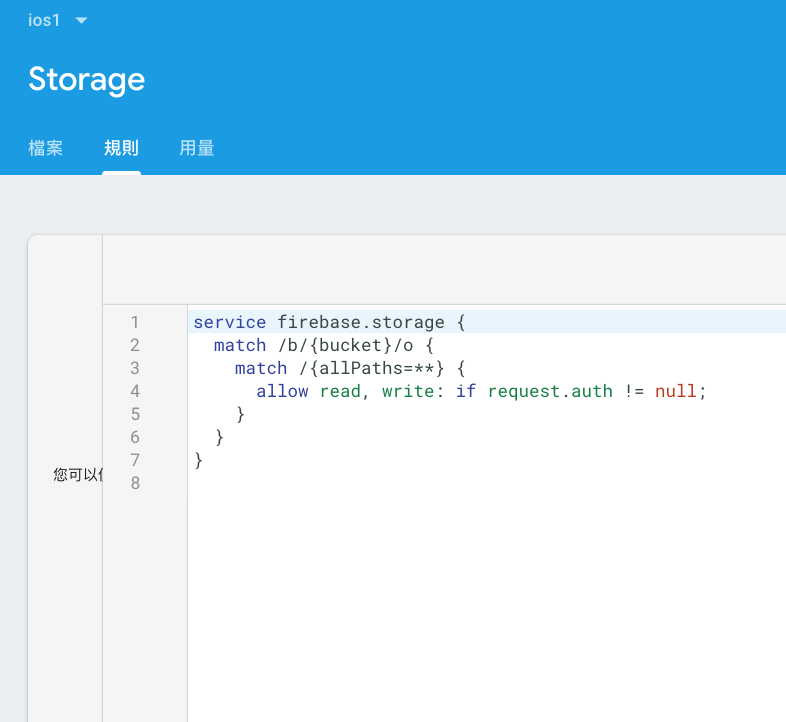 ios1
Storage
檔案 規則 用量
1 service firebase.storage {
2 match /b/{bucket}/o {
3 match /{allPaths=**} {
4 allow read, write: if request.auth != null;
5 }
6 }
7 }
8
您可以